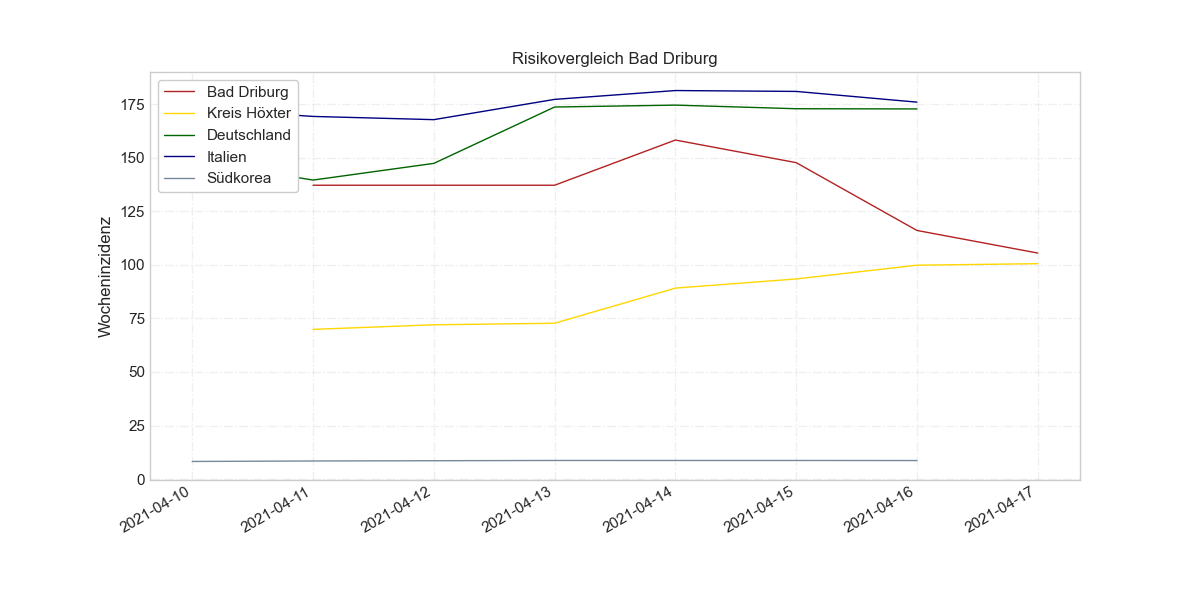 Risikovergleich Bad Driburg
Bad Driburg
Kreis Höxter
Deutschland
Italien
Südkorea
Wocheninzidenz
175
150
125
100
75
50
25
0
2021-04-10
2021-04-11
2021-04-12
2021-04-13
2021-04-14
2021-04-15
2021-04-16
2021-04-17